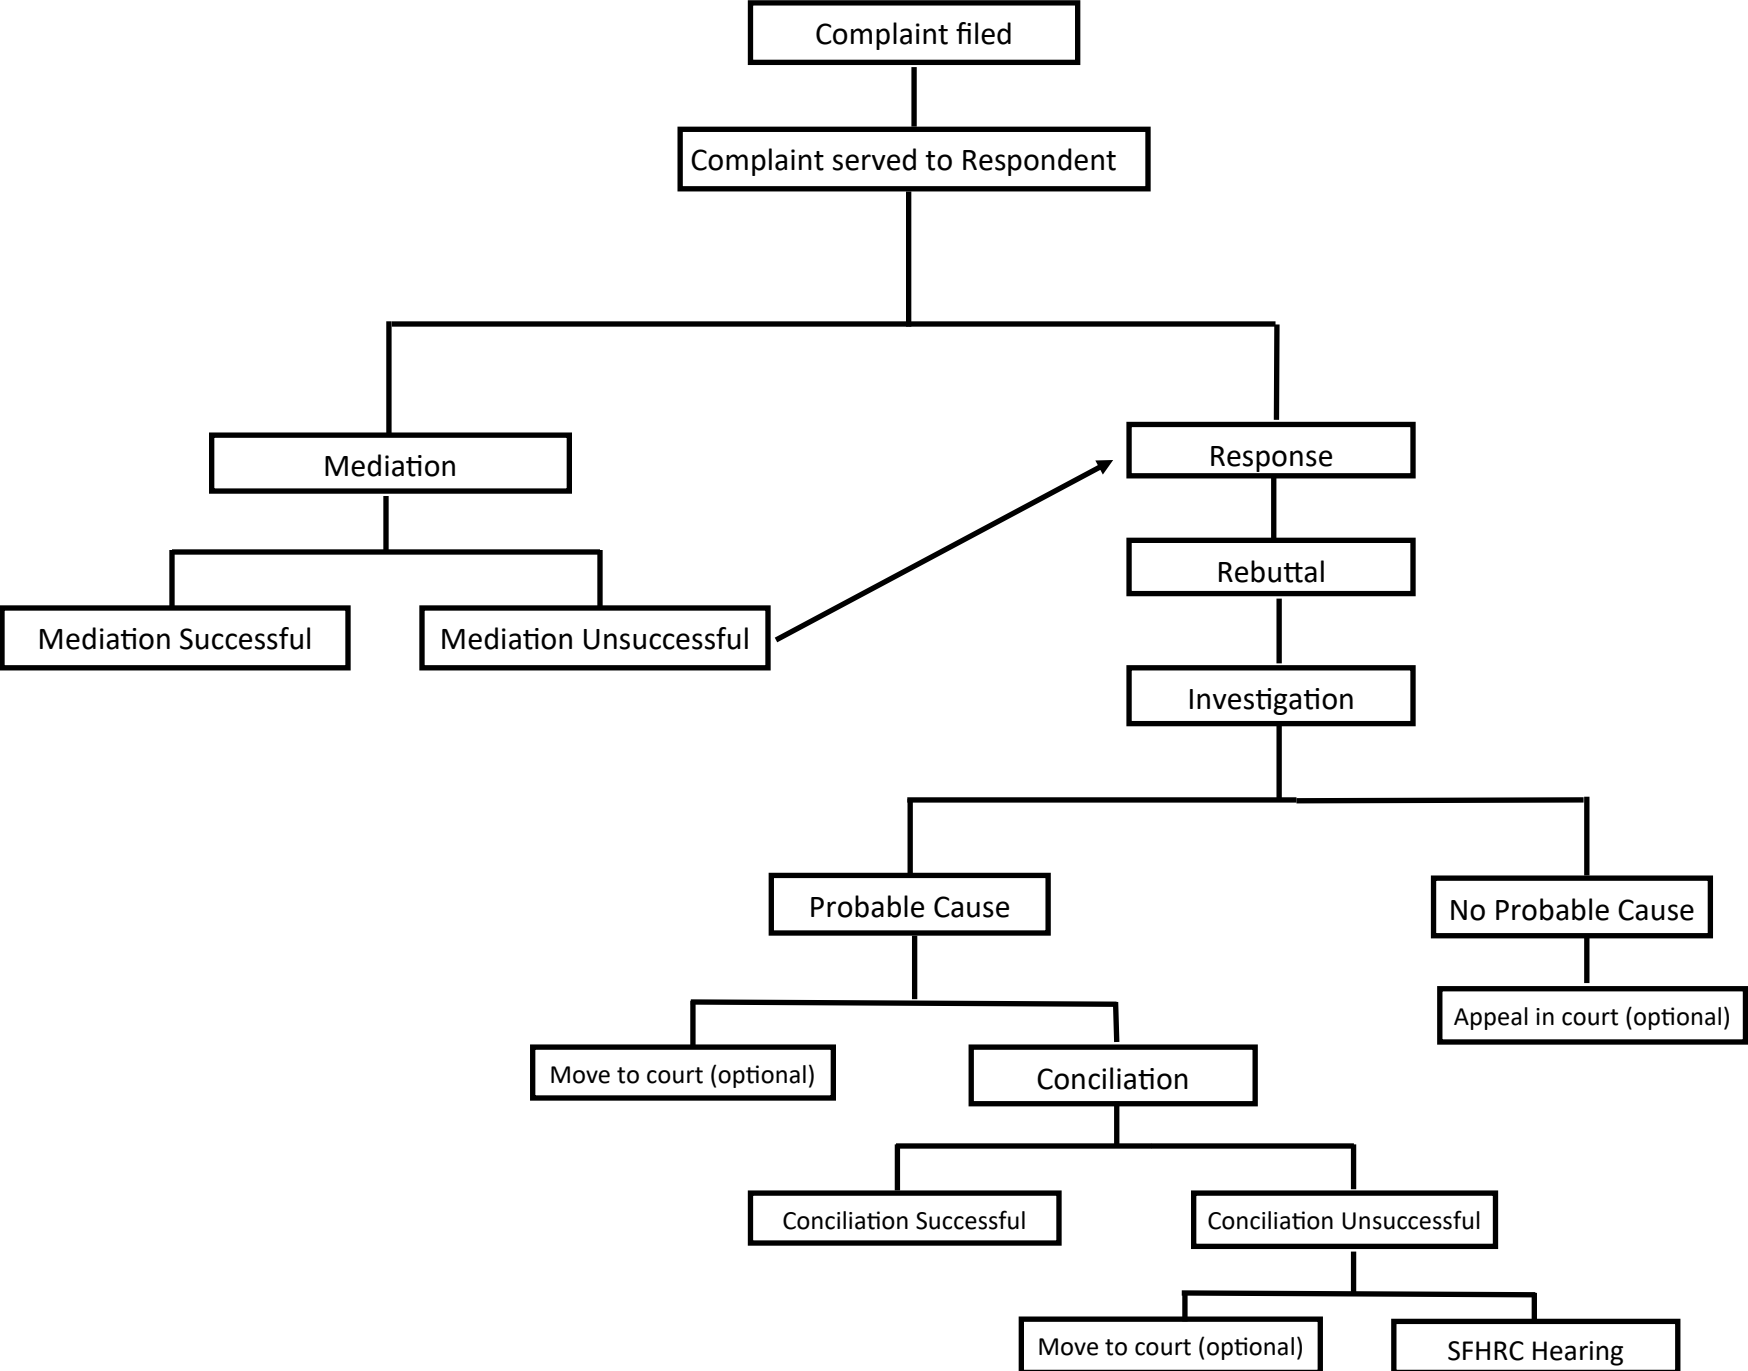 Complaint filed
Complaint served to Respondent
Mediation
Response
Rebuttal
Mediation Successful
Mediation Unsuccessful
Investigation
Probable Cause
No Probable Cause
Appeal in court (optional)
Move to court (optional)
Conciliation
Conciliation Successful
Conciliation Unsuccessful
Move to court (optional)
SFHRC Hearing